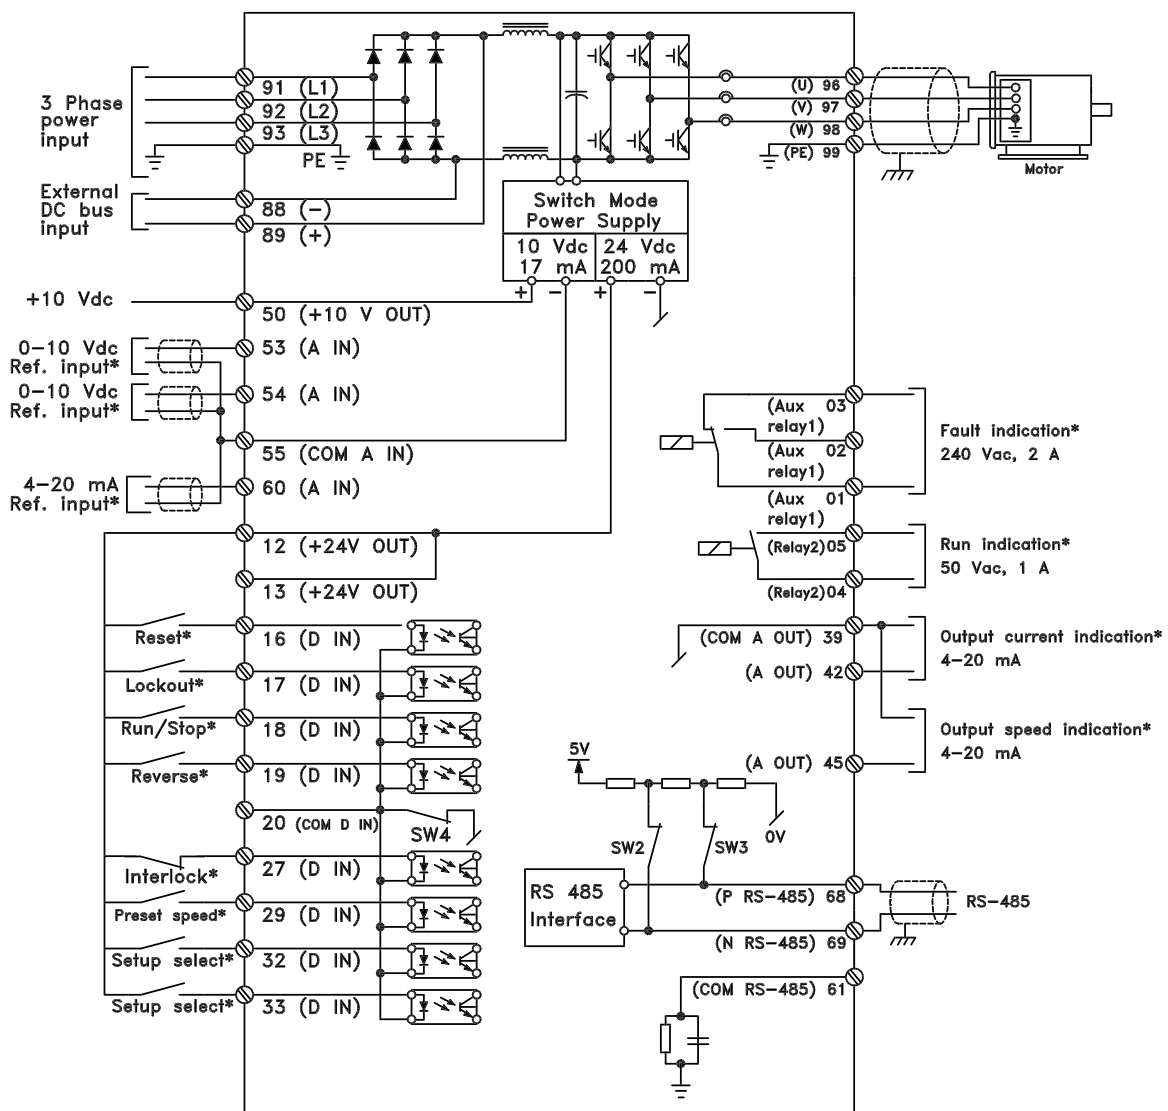 3 Phase
power
input
91 (L1)
92 (L2)
93 (L3)
PE
External
DC bus
input
88 (–)
89 (+)
Switch Mode
Power Supply
10 Vdc
17 mA
24 Vdc
200 mA
+ – + –
(U) 96
(V) 97
(W) 98
(PE) 99
Motor
+10 Vdc
50 (+10 V OUT)
0–10 Vdc
Ref. input*
53 (A IN)
0–10 Vdc
Ref. input*
54 (A IN)
55 (COM A IN)
4–20 mA
Ref. input*
60 (A IN)
12 (+24V OUT)
13 (+24V OUT)
Reset*
16 (D IN)
Lockout*
17 (D IN)
Run/Stop*
18 (D IN)
Reverse*
19 (D IN)
20 (COM D IN)
SW4
Interlock*
27 (D IN)
Preset speed*
29 (D IN)
Setup select*
32 (D IN)
Setup select*
33 (D IN)
(Aux 03
relay1)
(Aux 02
relay1)
(Aux 01
relay1)
Fault indication*
240 Vac, 2 A
(Relay2)05
(Relay2)04
Run indication*
50 Vac, 1 A
(COM A OUT) 39
(A OUT) 42
Output current indication*
4–20 mA
(A OUT) 45
Output speed indication*
4–20 mA
5V
0V
SW2
SW3
RS 485
Interface
(P RS–485) 68
(N RS–485) 69
RS–485
(COM RS–485) 61